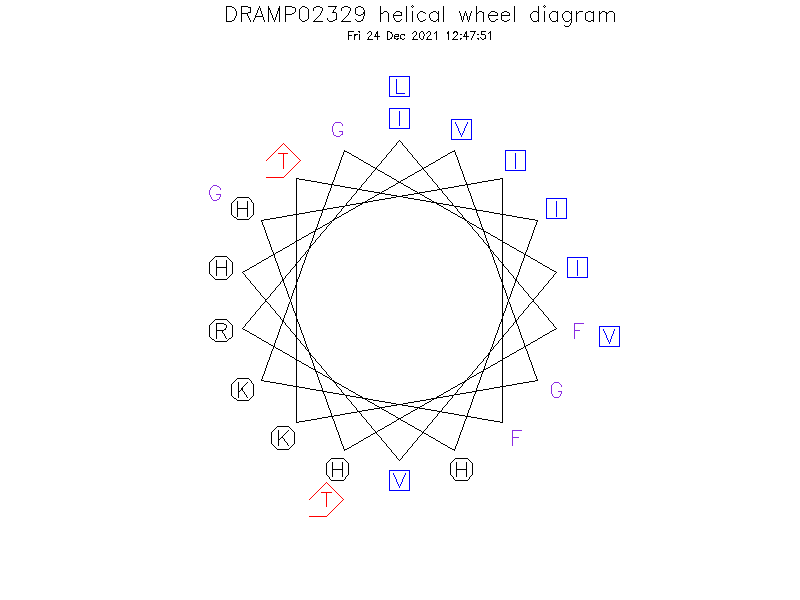 DRAMP02329 helical wheel diagram
Fri 24 Dec 2021 12:47:51
L
G I V
T I
G H I
H I
R F V
K G
K F
H V H
T